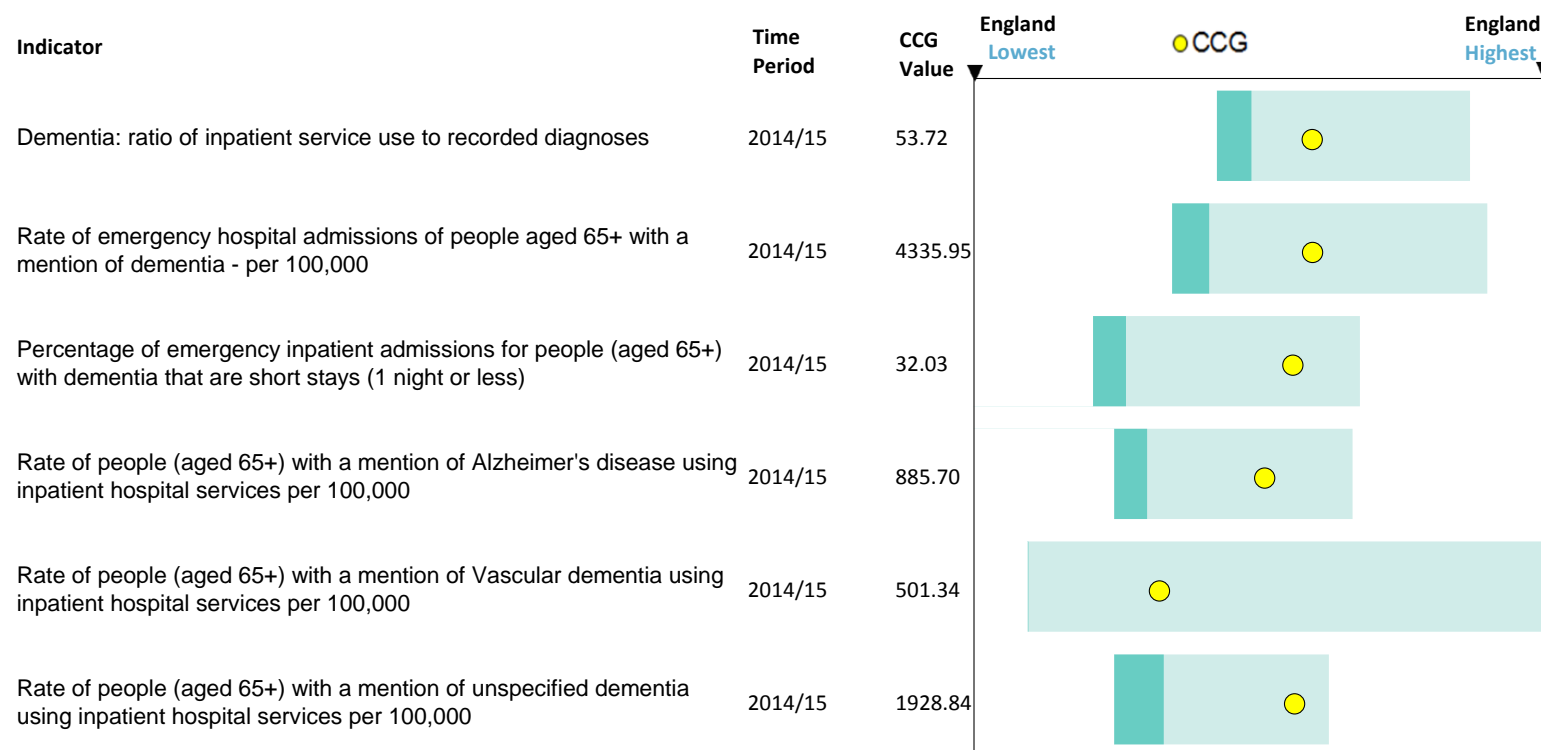 Indicator
Time
Period
CCG
Value
England
Lowest
CCG
England
Highest
Dementia: ratio of inpatient service use to recorded diagnoses
2014/15
53.72
Rate of emergency hospital admissions of people aged 65+ with a
mention of dementia - per 100,000
2014/15
4335.95
Percentage of emergency inpatient admissions for people (aged 65+)
with dementia that are short stays (1 night or less)
2014/15
32.03
Rate of people (aged 65+) with a mention of Alzheimer's disease using
inpatient hospital services per 100,000
2014/15
885.70
Rate of people (aged 65+) with a mention of Vascular dementia using
inpatient hospital services per 100,000
2014/15
501.34
Rate of people (aged 65+) with a mention of unspecified dementia
using inpatient hospital services per 100,000
2014/15
1928.84